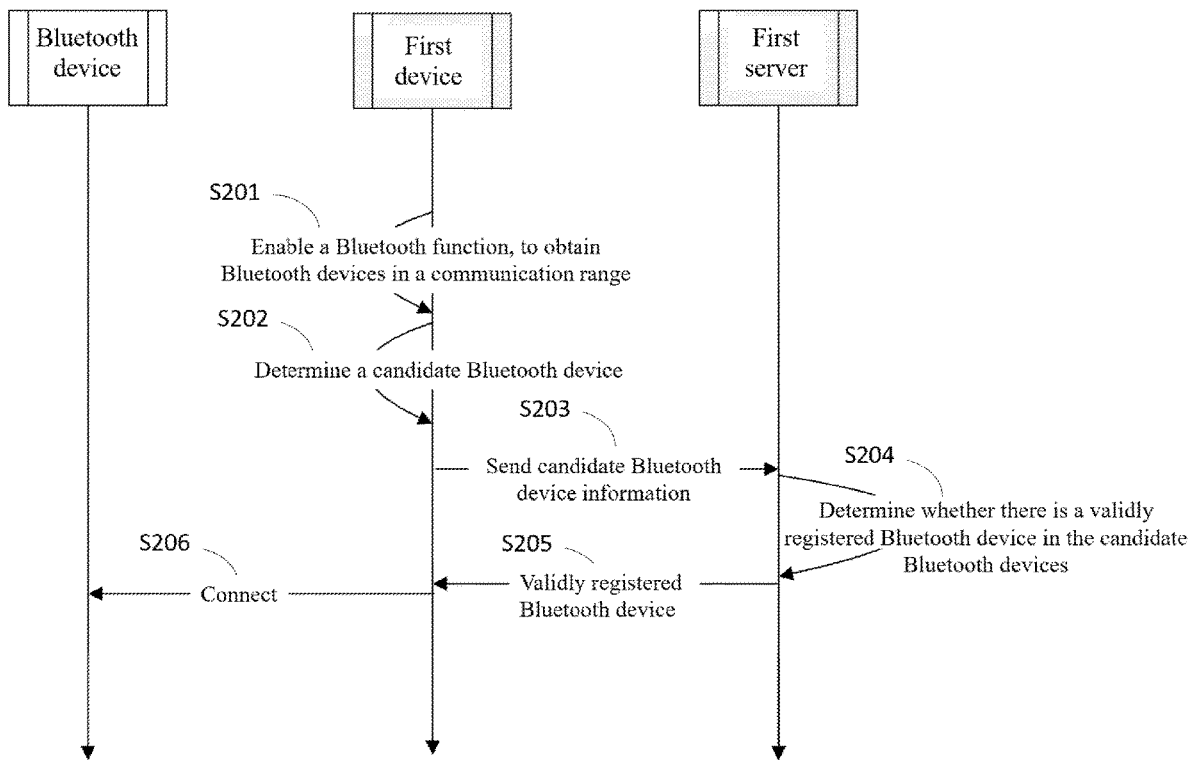 Bluetooth
device
First
device
First
server
S201
Enable a Bluetooth function, to obtain
Bluetooth devices in a communication range
S202
Determine a candidate Bluetooth device
S203
Send candidate Bluetooth
device information
S204
Determine whether there is a validly
registered Bluetooth device in the candidate
Bluetooth devices
S205
Validly registered
Bluetooth device
S206
Connect